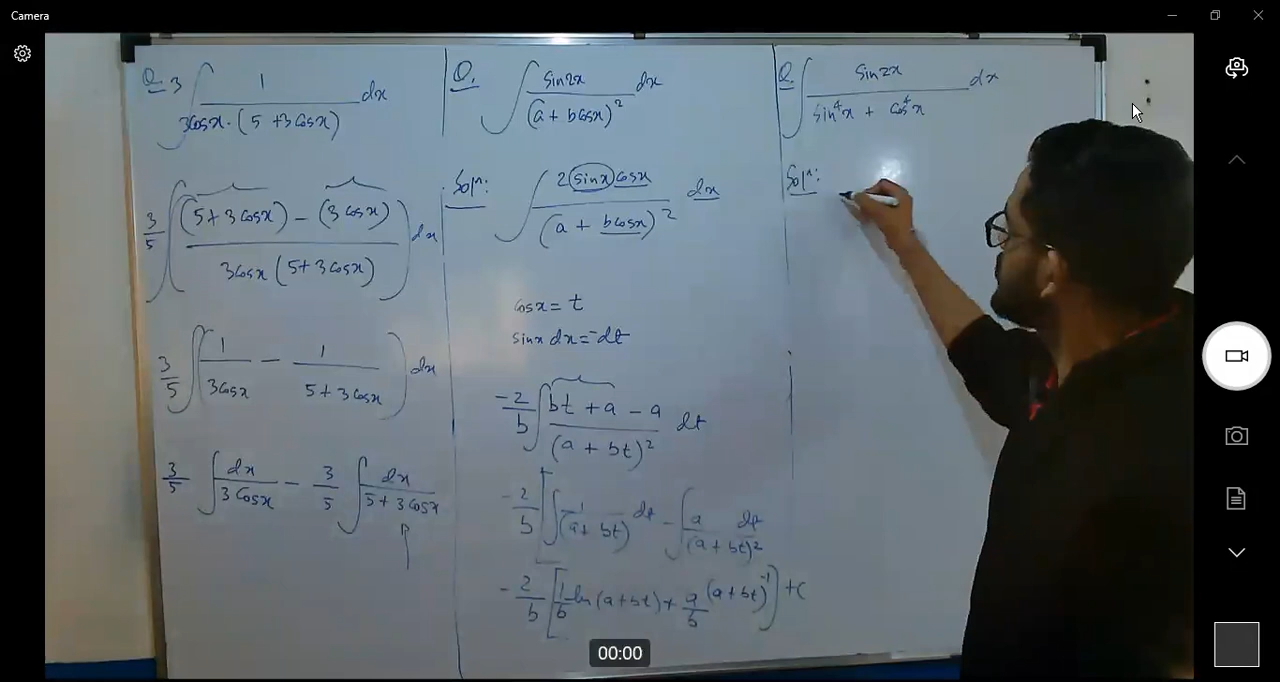 Camera
Q. 3 ∫ 1 / 3cosx·(5+3cosx) dx
3/5 ∫ ((5+3cosx) − (3cosx) / 3cosx(5+3cosx)) dx
3/5 ∫ (1/3cosx − 1/5+3cosx) dx
3/5 ∫ dx/3cosx − 3/5 ∫ dx/5+3cosx
Q. ∫ sin2x / (a+bcosx)² dx
Solⁿ: ∫ 2(sinx)cosx / (a+bcosx)² dx
cosx = t
sinx dx = −dt
−2/b ∫ bt+a−a / (a+bt)² dt
−2/b [∫ 1/(a+bt) dt − ∫ a dt/(a+bt)²
−2/b [1/b ln(a+bt) + a/b (a+bt)⁻¹] + C
Q. ∫ sin2x / sin⁴x + cos⁴x dx
Solⁿ:
00:00